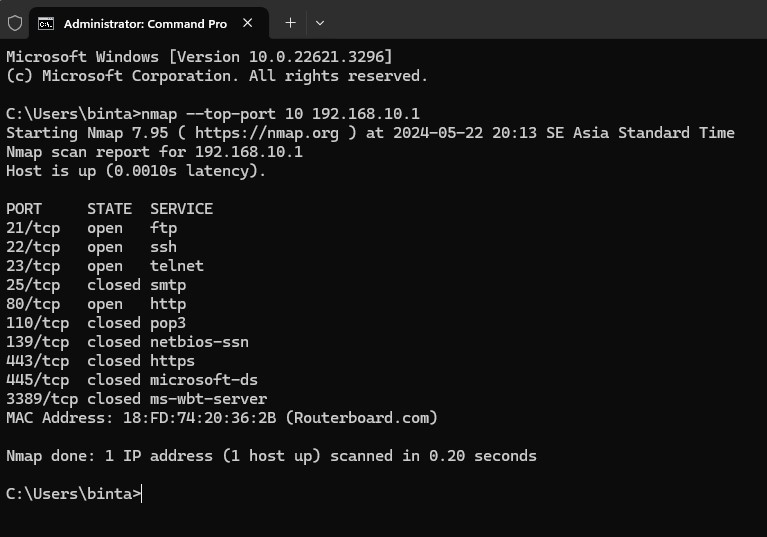 Administrator: Command Pro
Microsoft Windows [Version 10.0.22621.3296]
(c) Microsoft Corporation. All rights reserved.
C:\Users\binta>nmap --top-port 10 192.168.10.1
Starting Nmap 7.95 ( https://nmap.org ) at 2024-05-22 20:13 SE Asia Standard Time
Nmap scan report for 192.168.10.1
Host is up (0.0010s latency).
PORT     STATE  SERVICE
21/tcp   open   ftp
22/tcp   open   ssh
23/tcp   open   telnet
25/tcp   closed smtp
80/tcp   open   http
110/tcp  closed pop3
139/tcp  closed netbios-ssn
443/tcp  closed https
445/tcp  closed microsoft-ds
3389/tcp closed ms-wbt-server
MAC Address: 18:FD:74:20:36:2B (Routerboard.com)
Nmap done: 1 IP address (1 host up) scanned in 0.20 seconds
C:\Users\binta>